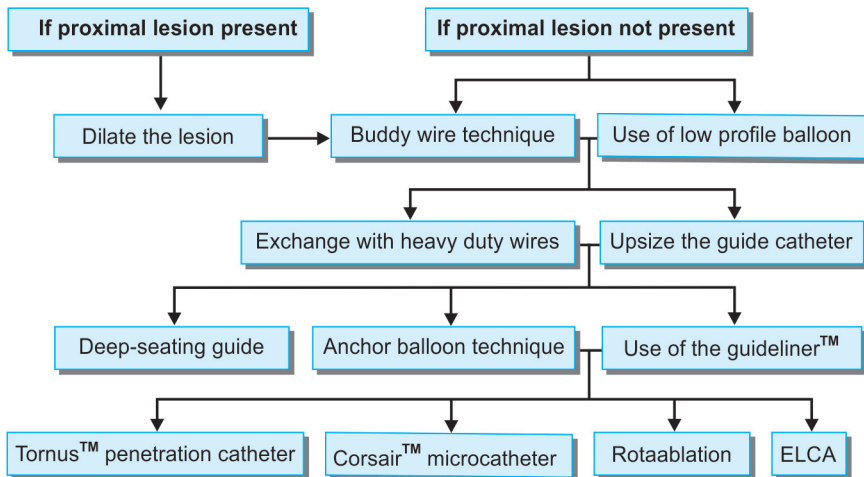 If proximal lesion present
If proximal lesion not present
Dilate the lesion
Buddy wire technique
Use of low profile balloon
Exchange with heavy duty wires
Upsize the guide catheter
Deep-seating guide
Anchor balloon technique
Use of the guideliner™
Tornus™ penetration catheter
Corsair™ microcatheter
Rotaablation
ELCA